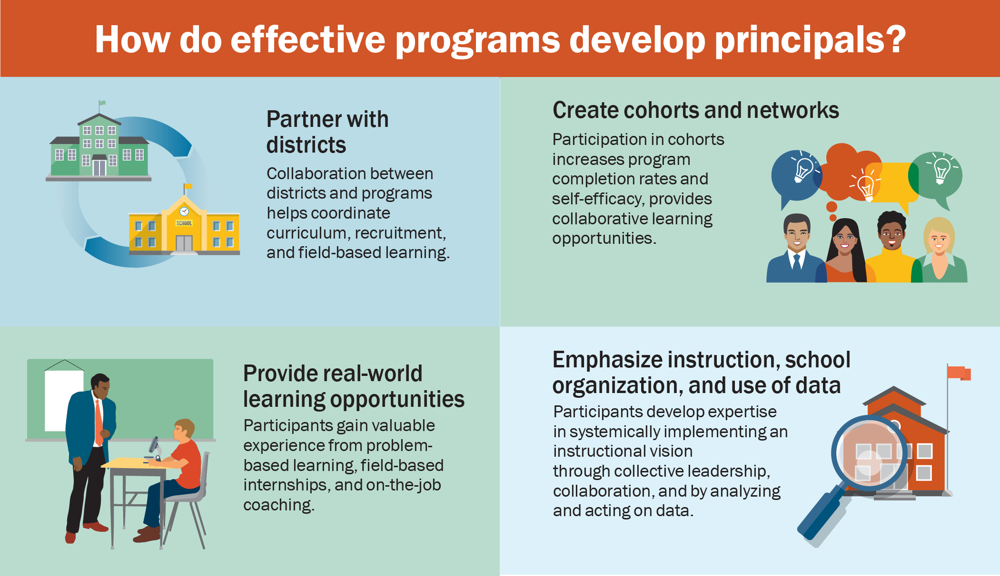 How do effective programs develop principals?
Partner with
districts
Collaboration between
districts and programs
helps coordinate
curriculum, recruitment,
and field-based learning.
SCHOOL
Create cohorts and networks
Participation in cohorts
increases program
completion rates and
self-efficacy, provides
collaborative learning
opportunities.
Provide real-world
learning opportunities
Participants gain valuable
experience from problem-
based learning, field-based
internships, and on-the-job
coaching.
Emphasize instruction, school
organization, and use of data
Participants develop expertise
in systemically implementing an
instructional vision
through collective leadership,
collaboration, and by analyzing
and acting on data.